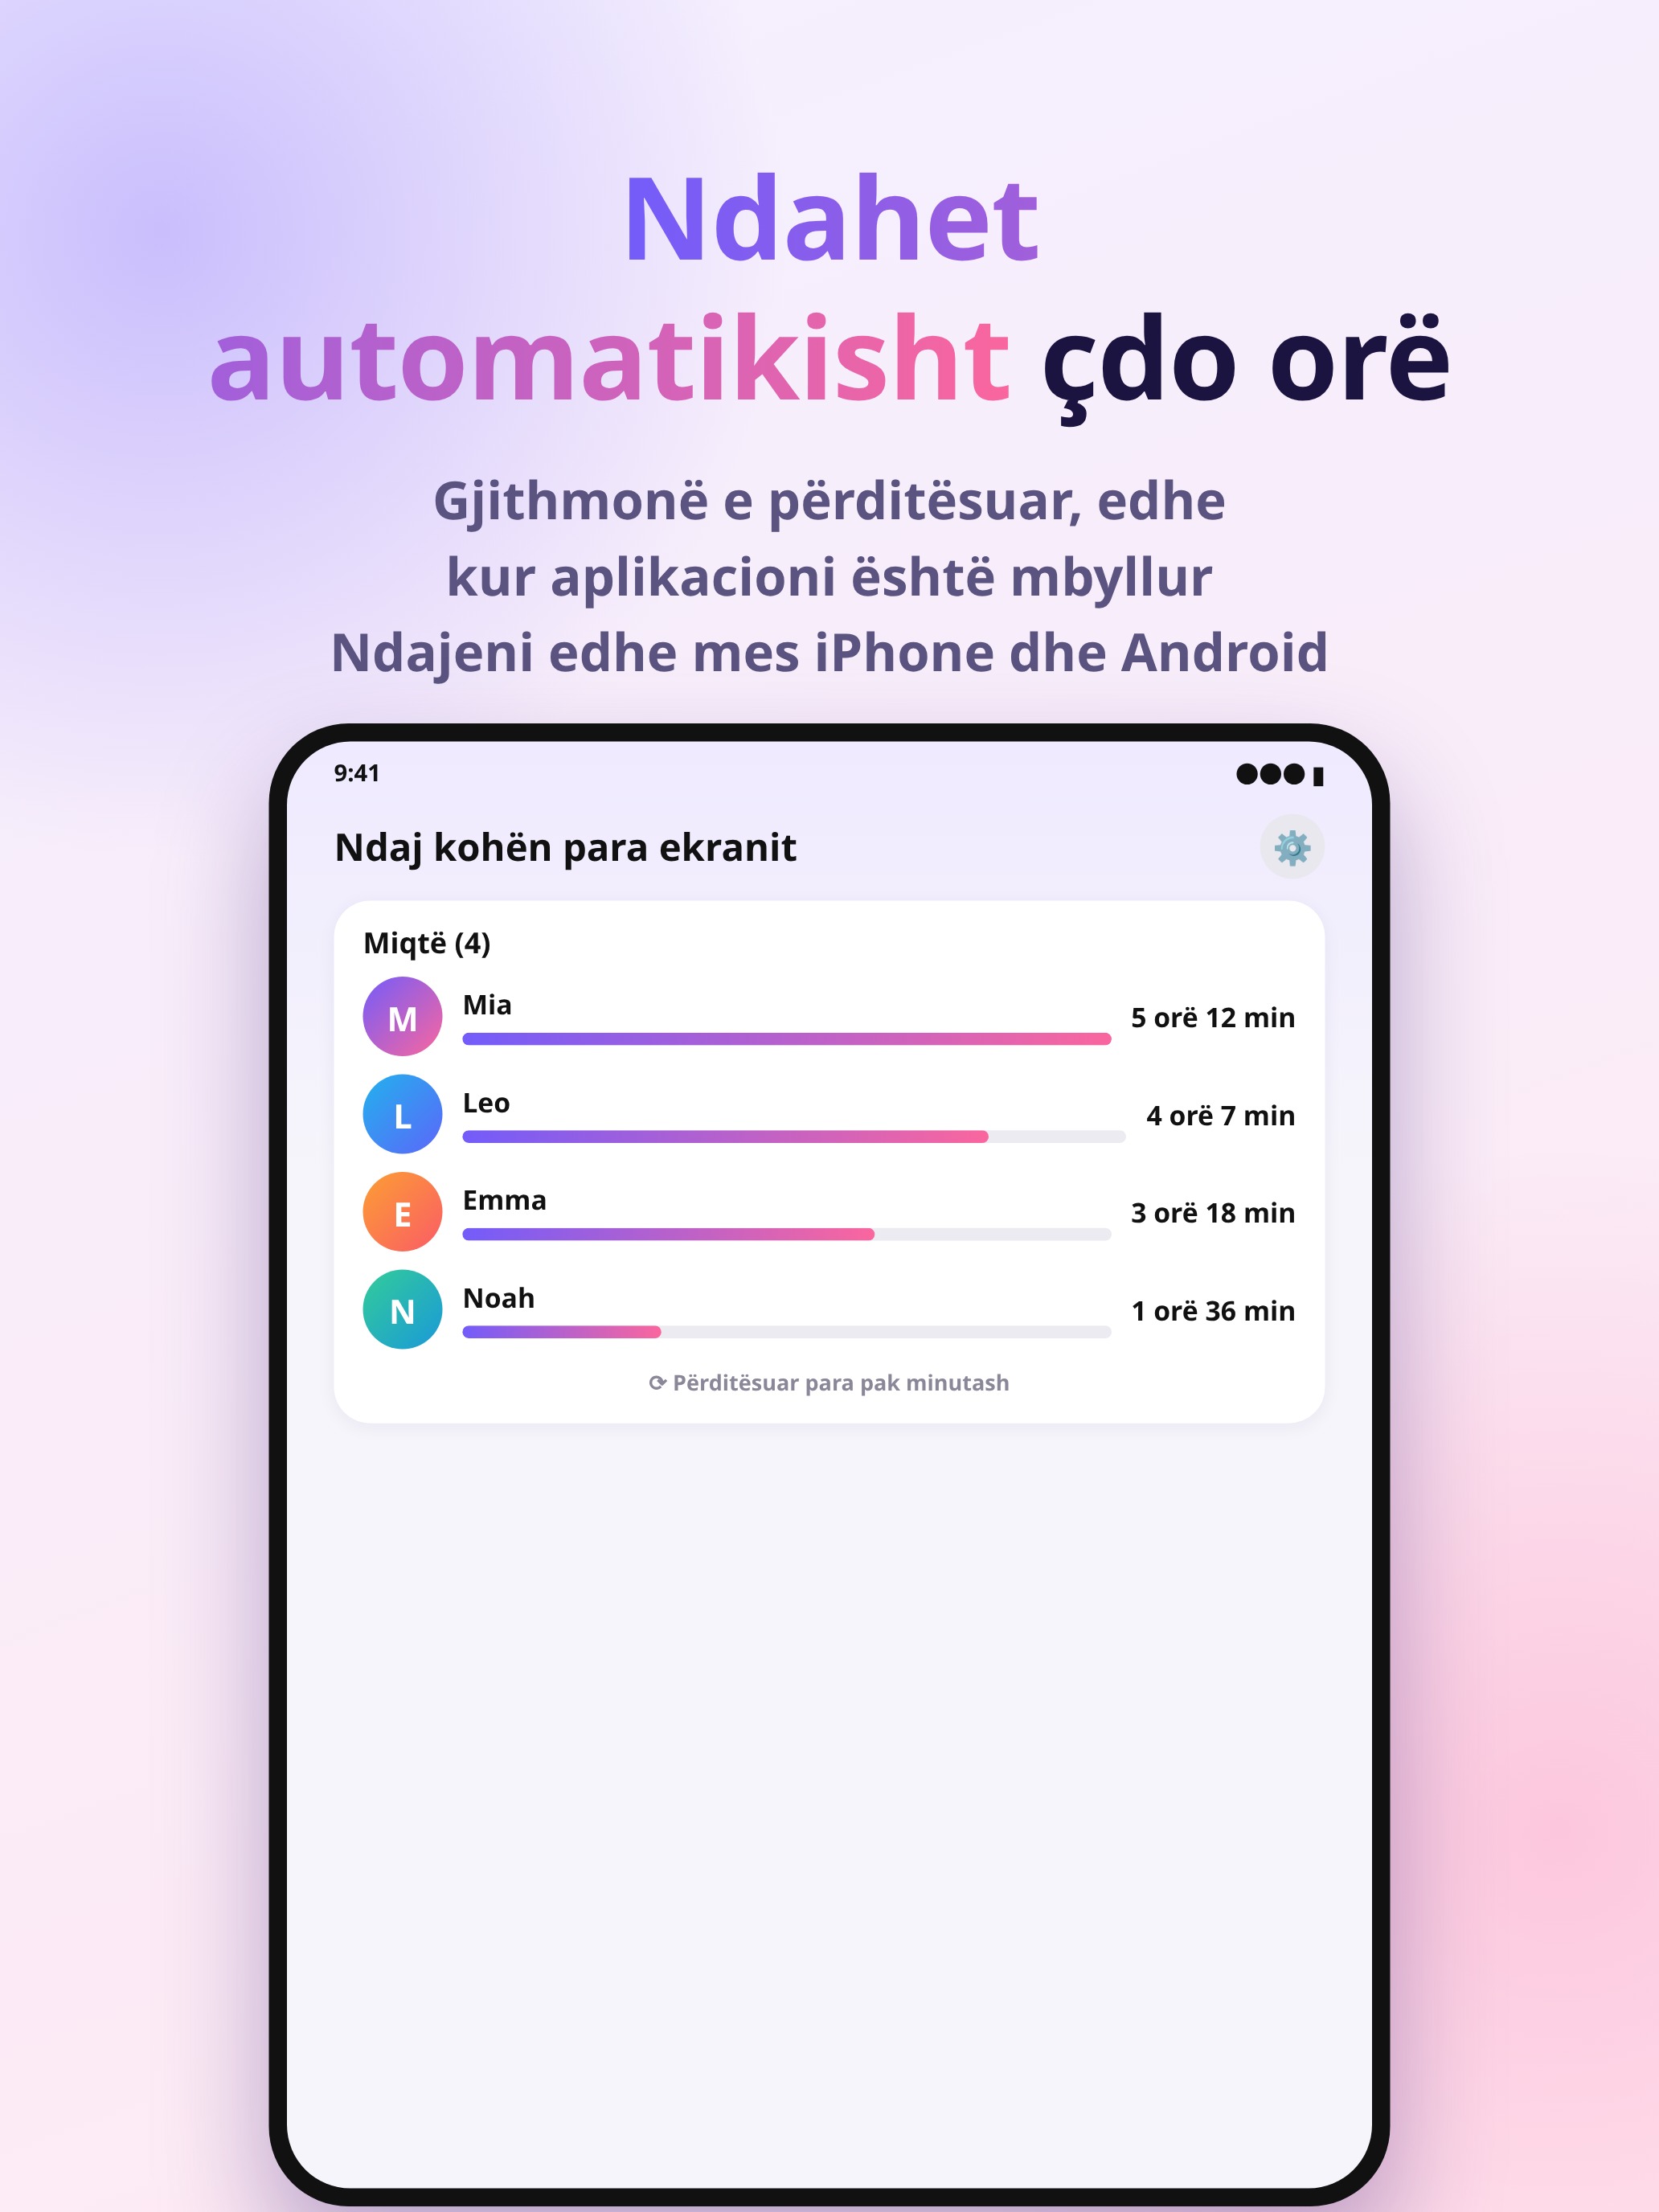 Ndahet
automatikisht çdo orë
Gjithmonë e përditësuar, edhe
kur aplikacioni është mbyllur
Ndajeni edhe mes iPhone dhe Android
9:41
Ndaj kohën para ekranit
Miqtë (4)
M
Mia
5 orë 12 min
L
Leo
4 orë 7 min
E
Emma
3 orë 18 min
N
Noah
1 orë 36 min
⟳ Përditësuar para pak minutash